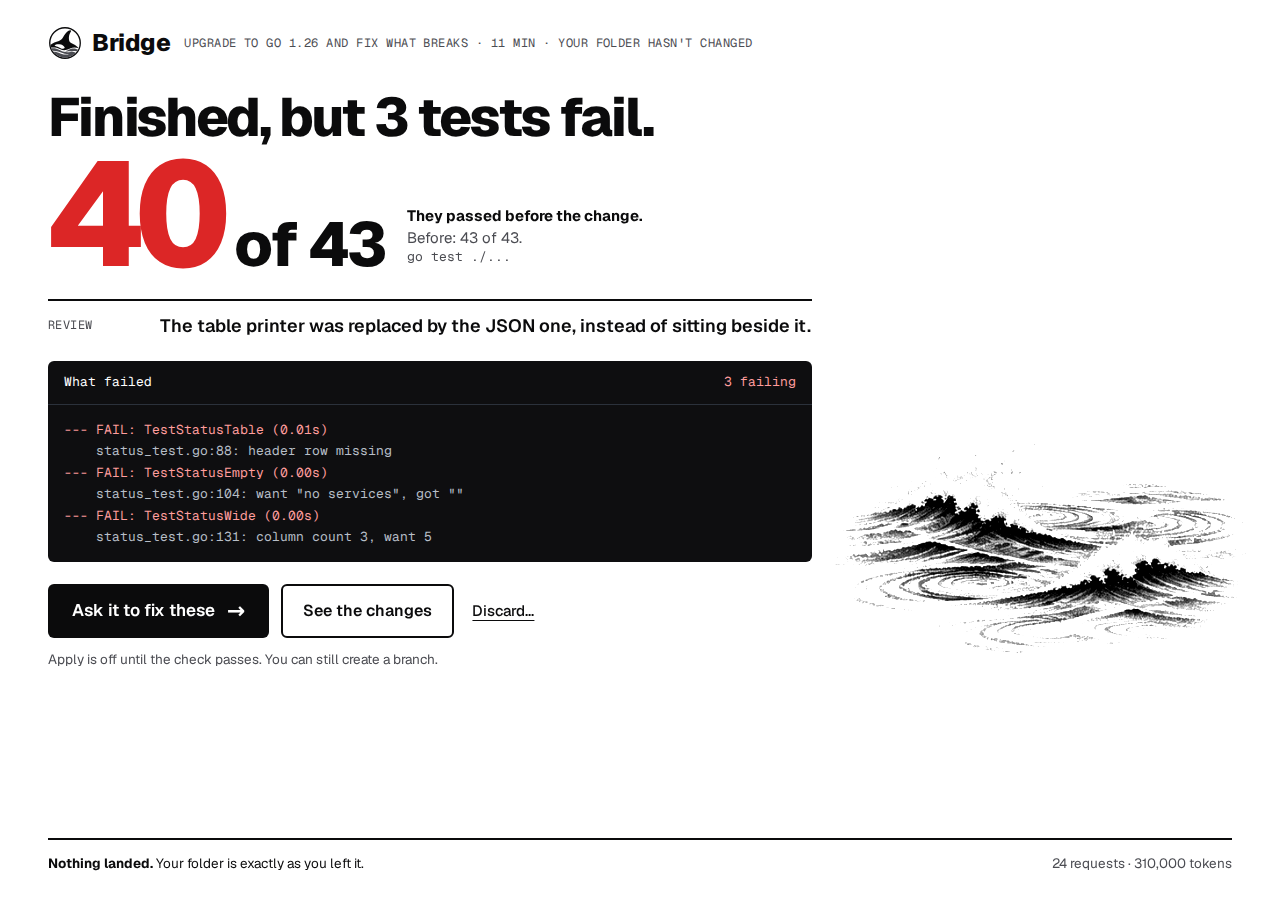 Bridge UPGRADE TO GO 1.26 AND FIX WHAT BREAKS · 11 MIN · YOUR FOLDER HASN'T CHANGED
Finished, but 3 tests fail.
40 of 43
They passed before the change.
Before: 43 of 43.
go test ./...
REVIEW The table printer was replaced by the JSON one, instead of sitting beside it.
What failed 3 failing
--- FAIL: TestStatusTable (0.01s)
status_test.go:88: header row missing
--- FAIL: TestStatusEmpty (0.00s)
status_test.go:104: want "no services", got ""
--- FAIL: TestStatusWide (0.00s)
status_test.go:131: column count 3, want 5
Ask it to fix these → See the changes Discard…
Apply is off until the check passes. You can still create a branch.
Nothing landed. Your folder is exactly as you left it. 24 requests · 310,000 tokens